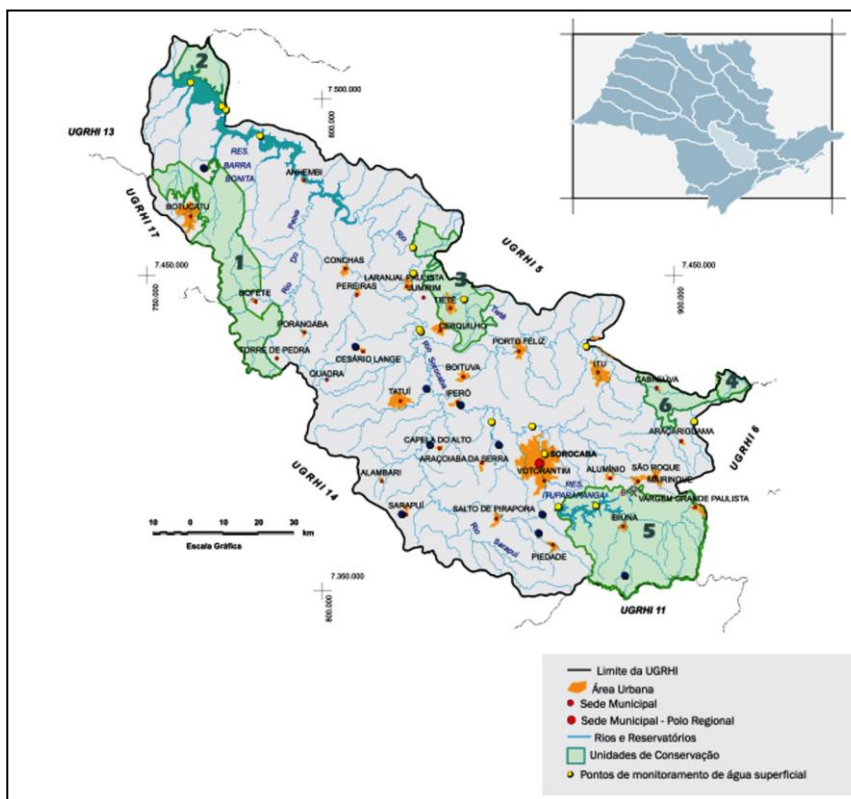 2
UGRHI 13
7.500.000
800.000
RES.
BARRA
BONITA
ANHEMBI
BOTUCATU
UGRHI 17
Rio Do Peixe
Rio
UGRHI 5
7.450.000
750.000
1
CONCHAS
LARANJAL PAULISTA
PEREIRAS
JUMIRIM
3
TIETÊ
Tietê
7.450.000
900.000
BOFETE
CERQUILHO
PORANGABA
PORTO FELIZ
TORRE DE PEDRA
CESÁRIO LANGE
Rio Sorocaba
ITU
QUADRA
BOITUVA
CABREÚVA
4
TATUÍ
IPERÓ
6
ARAÇARIGUAMA
UGRHI 6
CAPELA DO ALTO
SOROCABA
ARAÇOIABA DA SERRA
VOTORANTIM
UGRHI 14
ALAMBARI
ALUMÍNIO
SÃO ROQUE
MAIRINQUE
RES.
ITUPARARANGA
VARGEM GRANDE PAULISTA
SARAPUÍ
SALTO DE PIRAPORA
IBIÚNA
5
Rio Sarapuí
PIEDADE
10 0 10 20 30
km
Escala Gráfica
7.350.000
800.000
UGRHI 11
Limite da UGRHI
Área Urbana
Sede Municipal
Sede Municipal - Polo Regional
Rios e Reservatórios
Unidades de Conservação
Pontos de monitoramento de água superficial